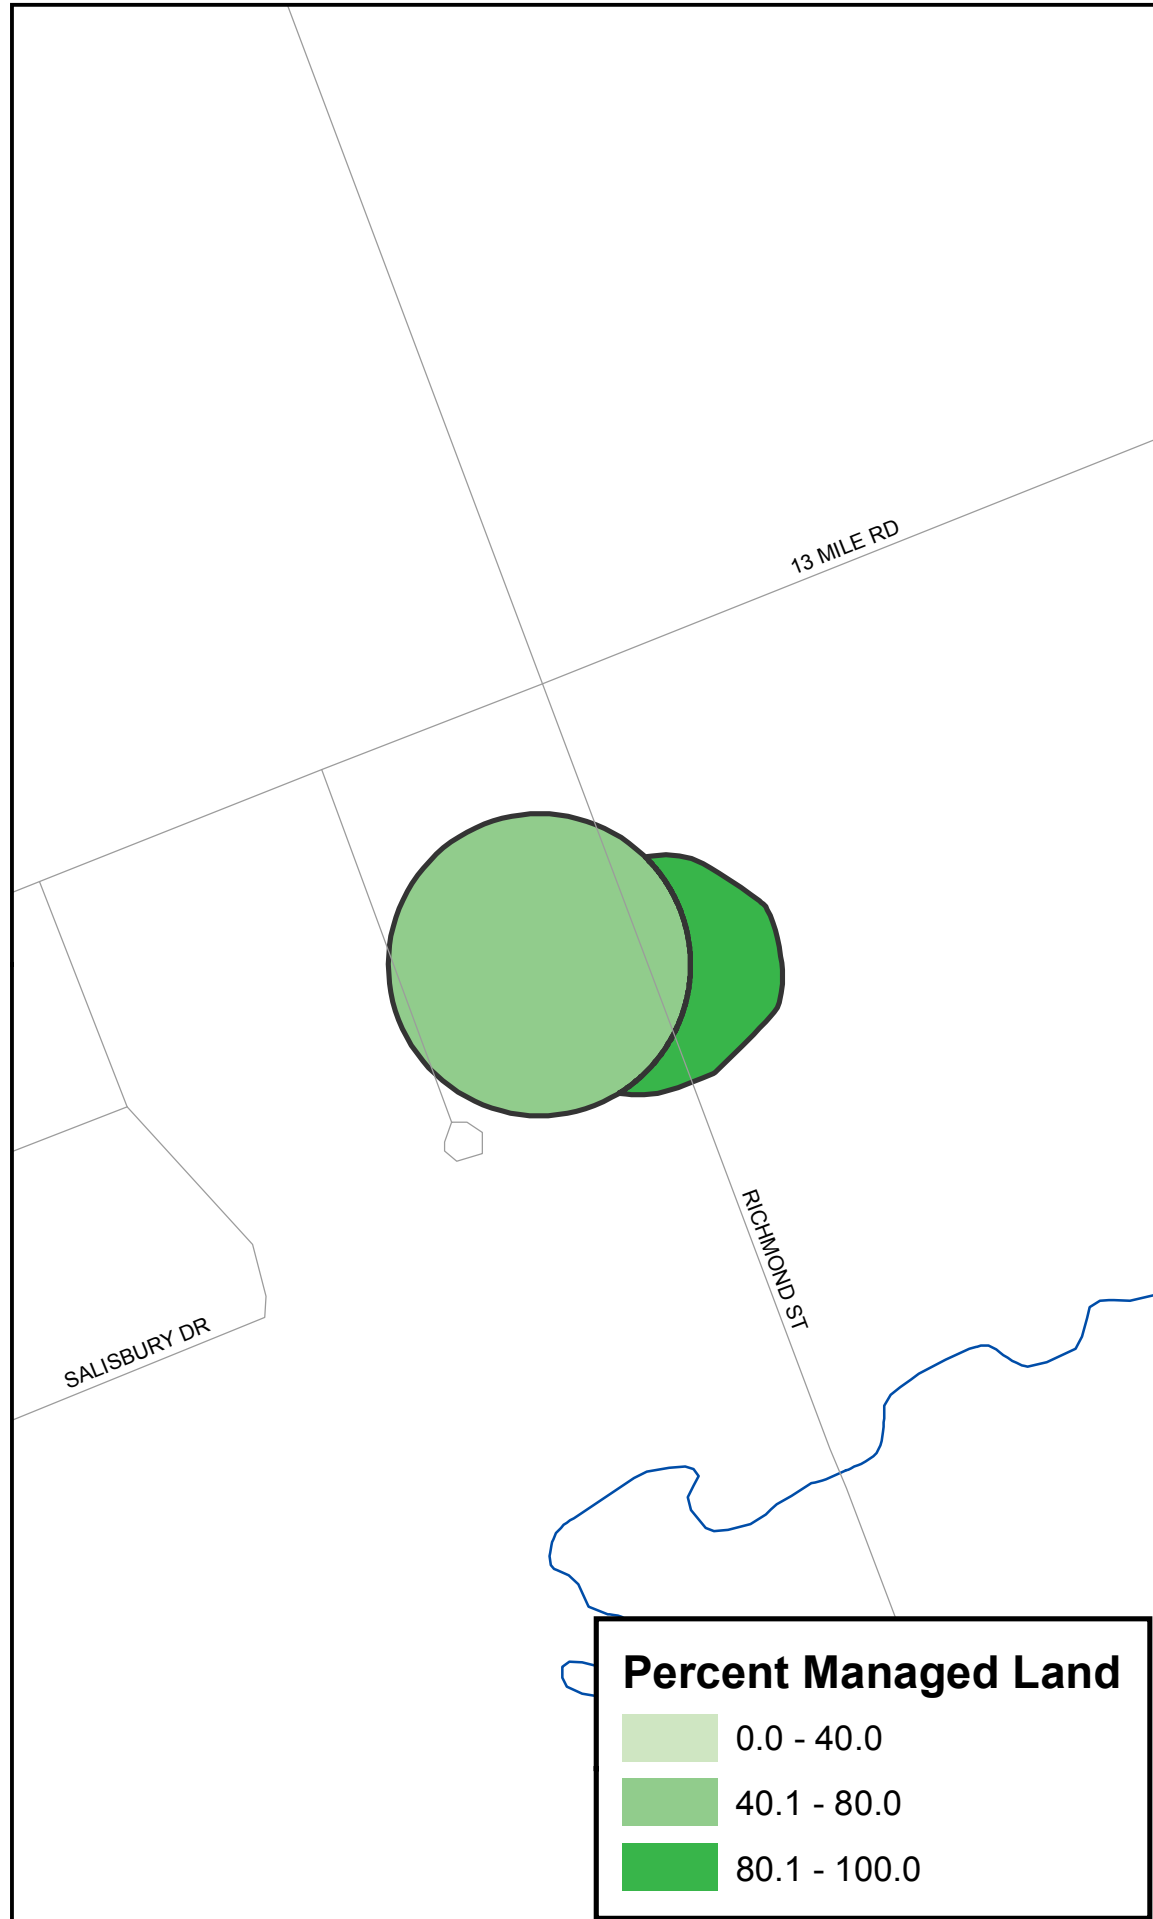 13 MILE RD
RICHMOND ST
SALISBURY DR
Percent Managed Land
0.0 - 40.0
40.1 - 80.0
80.1 - 100.0